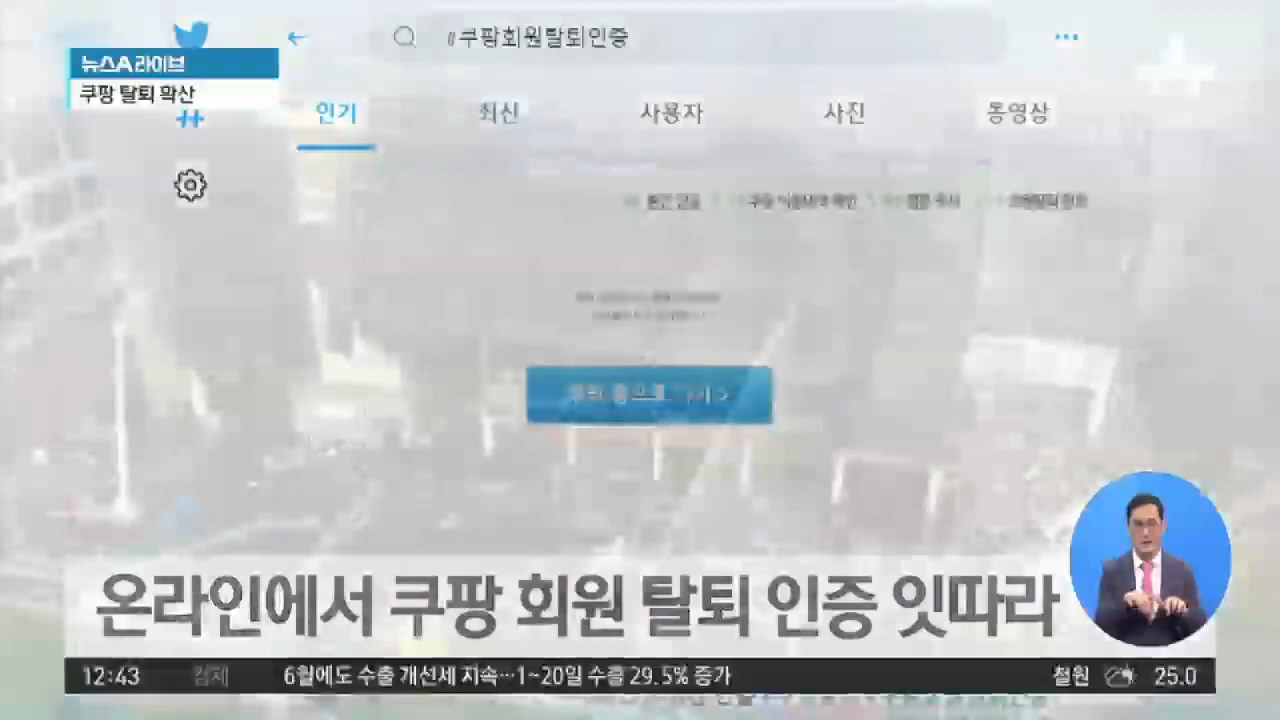 #쿠팡회원탈퇴인증
뉴스A 라이브
쿠팡 탈퇴 확산
인기 최신 사용자 사진 동영상
온라인에서 쿠팡 회원 탈퇴 인증 잇따라
12:43 경제 6월에도 수출 개선세 지속…1~20일 수출 29.5% 증가 철원 25.0